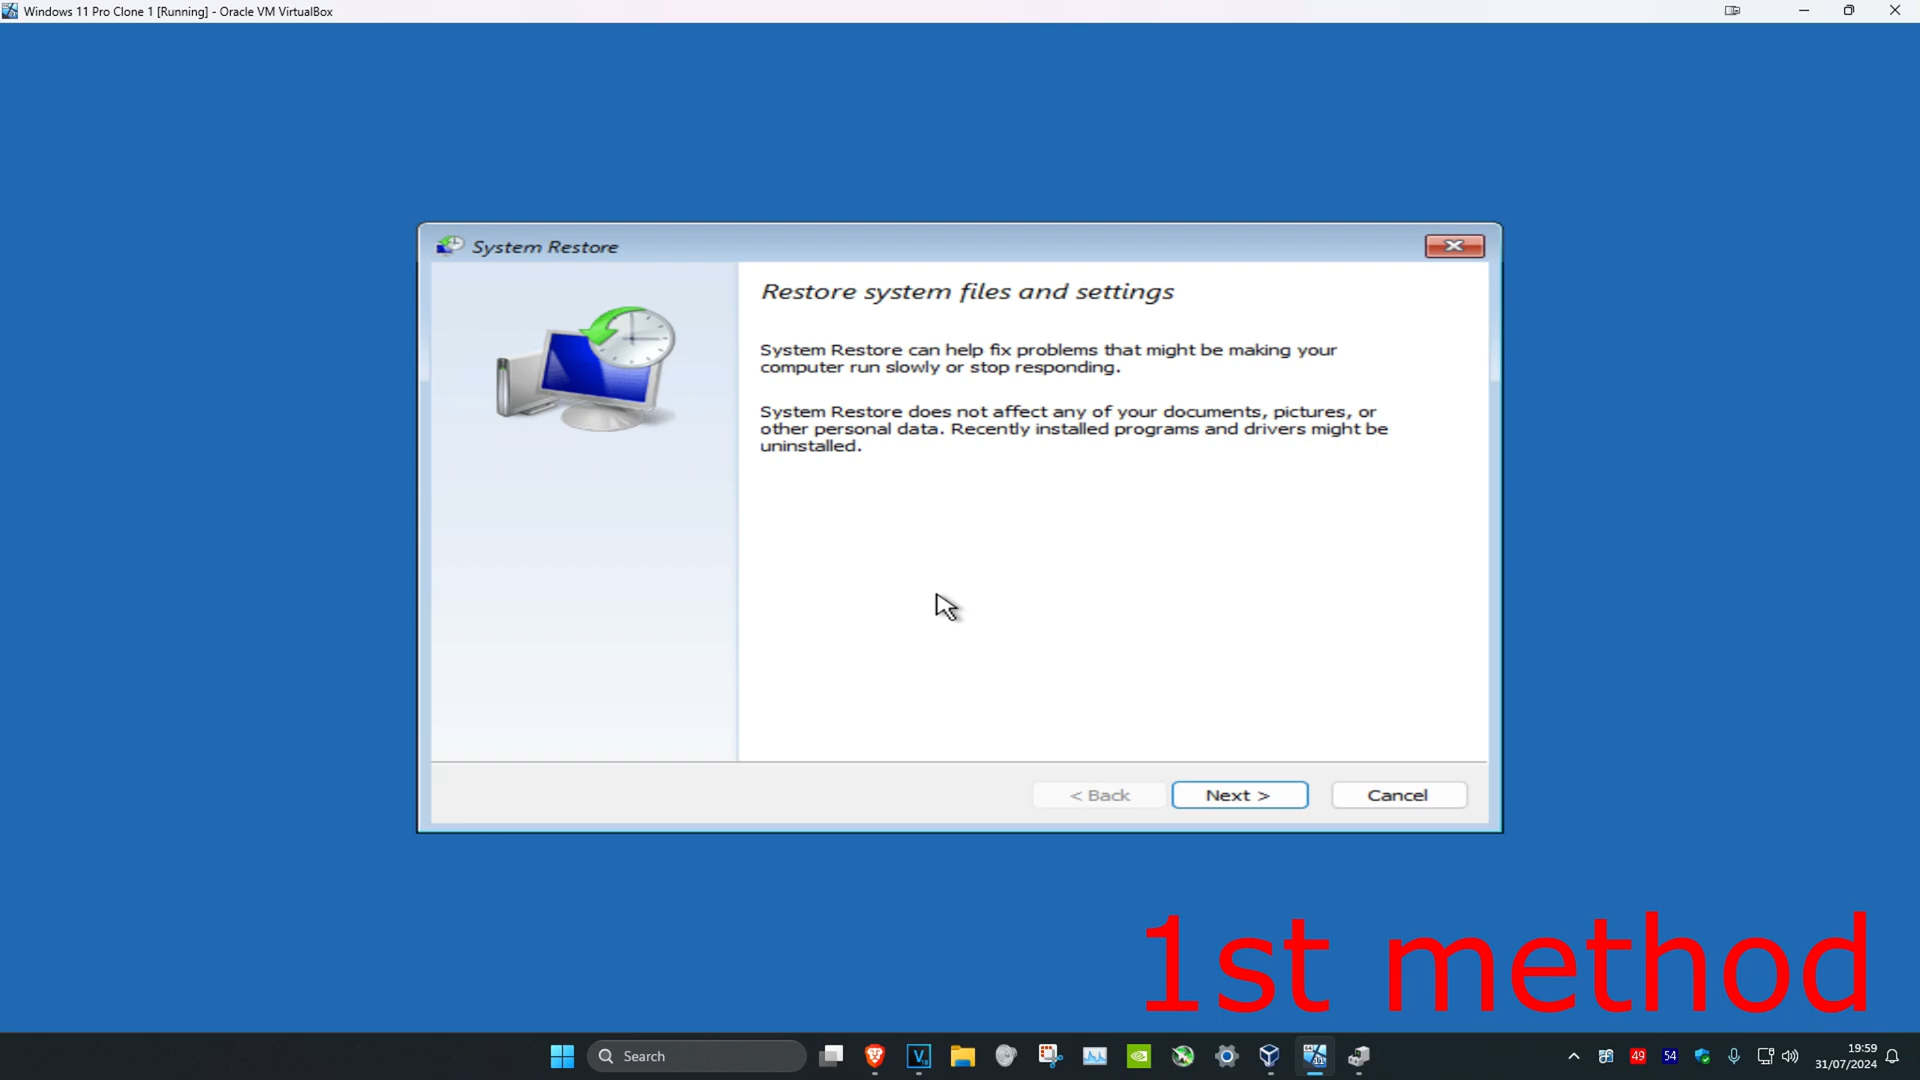 Windows 11 Pro Clone 1 [Running] - Oracle VM VirtualBox
System Restore
Restore system files and settings
System Restore can help fix problems that might be making your
computer run slowly or stop responding.
System Restore does not affect any of your documents, pictures, or
other personal data. Recently installed programs and drivers might be
uninstalled.
< Back
Next >
Cancel
1st method
Search
49
54
19:59
31/07/2024